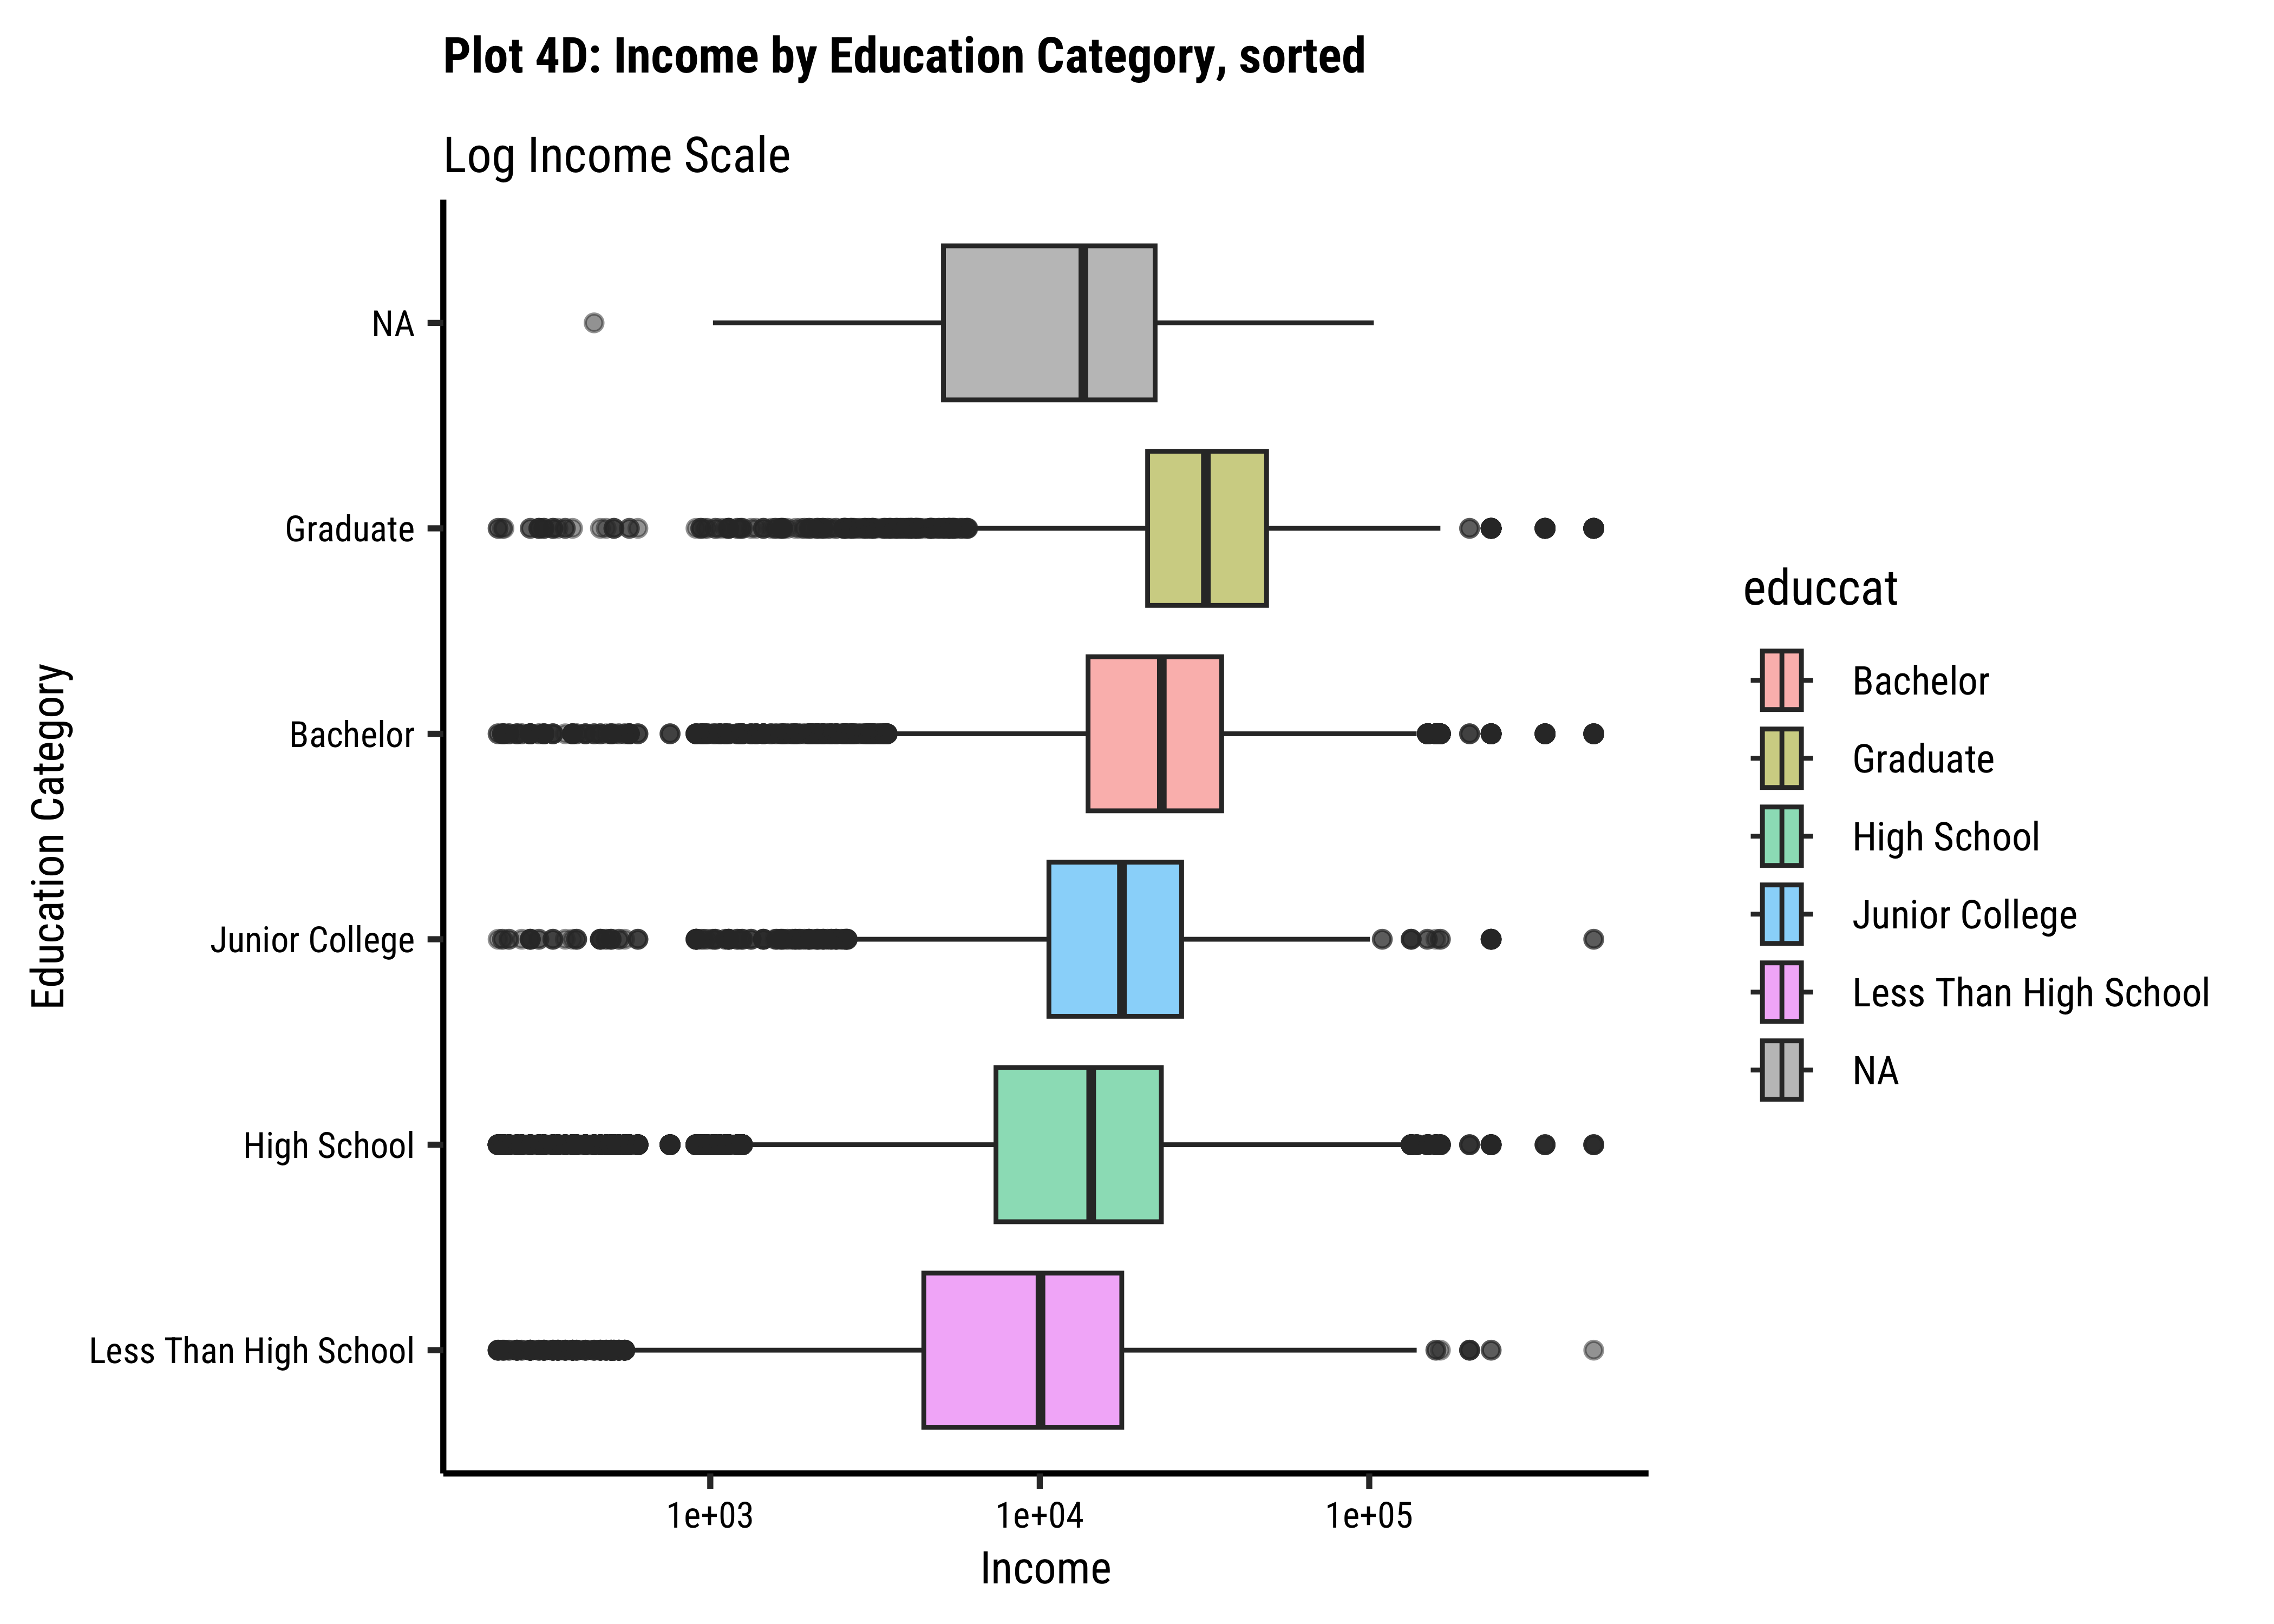 Plot 4D: Income by Education Category, sorted
Log Income Scale
Education Category
NA
Graduate
Bachelor
Junior College
High School
Less Than High School
1e+03 1e+04 1e+05
Income
educcat
Bachelor
Graduate
High School
Junior College
Less Than High School
NA